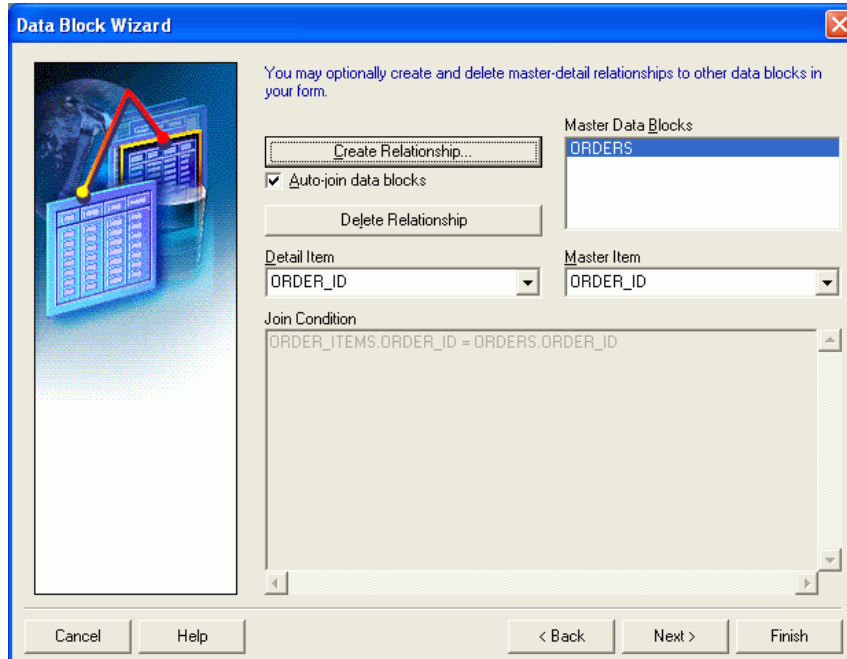 Data Block Wizard
You may optionally create and delete master-detail relationships to other data blocks in
your form.
Master Data Blocks
Create Relationship...
ORDERS
Auto-join data blocks
Delete Relationship
Detail Item
Master Item
ORDER_ID
ORDER_ID
Join Condition
ORDER_ITEMS.ORDER_ID = ORDERS.ORDER_ID
Cancel
Help
< Back
Next >
Finish